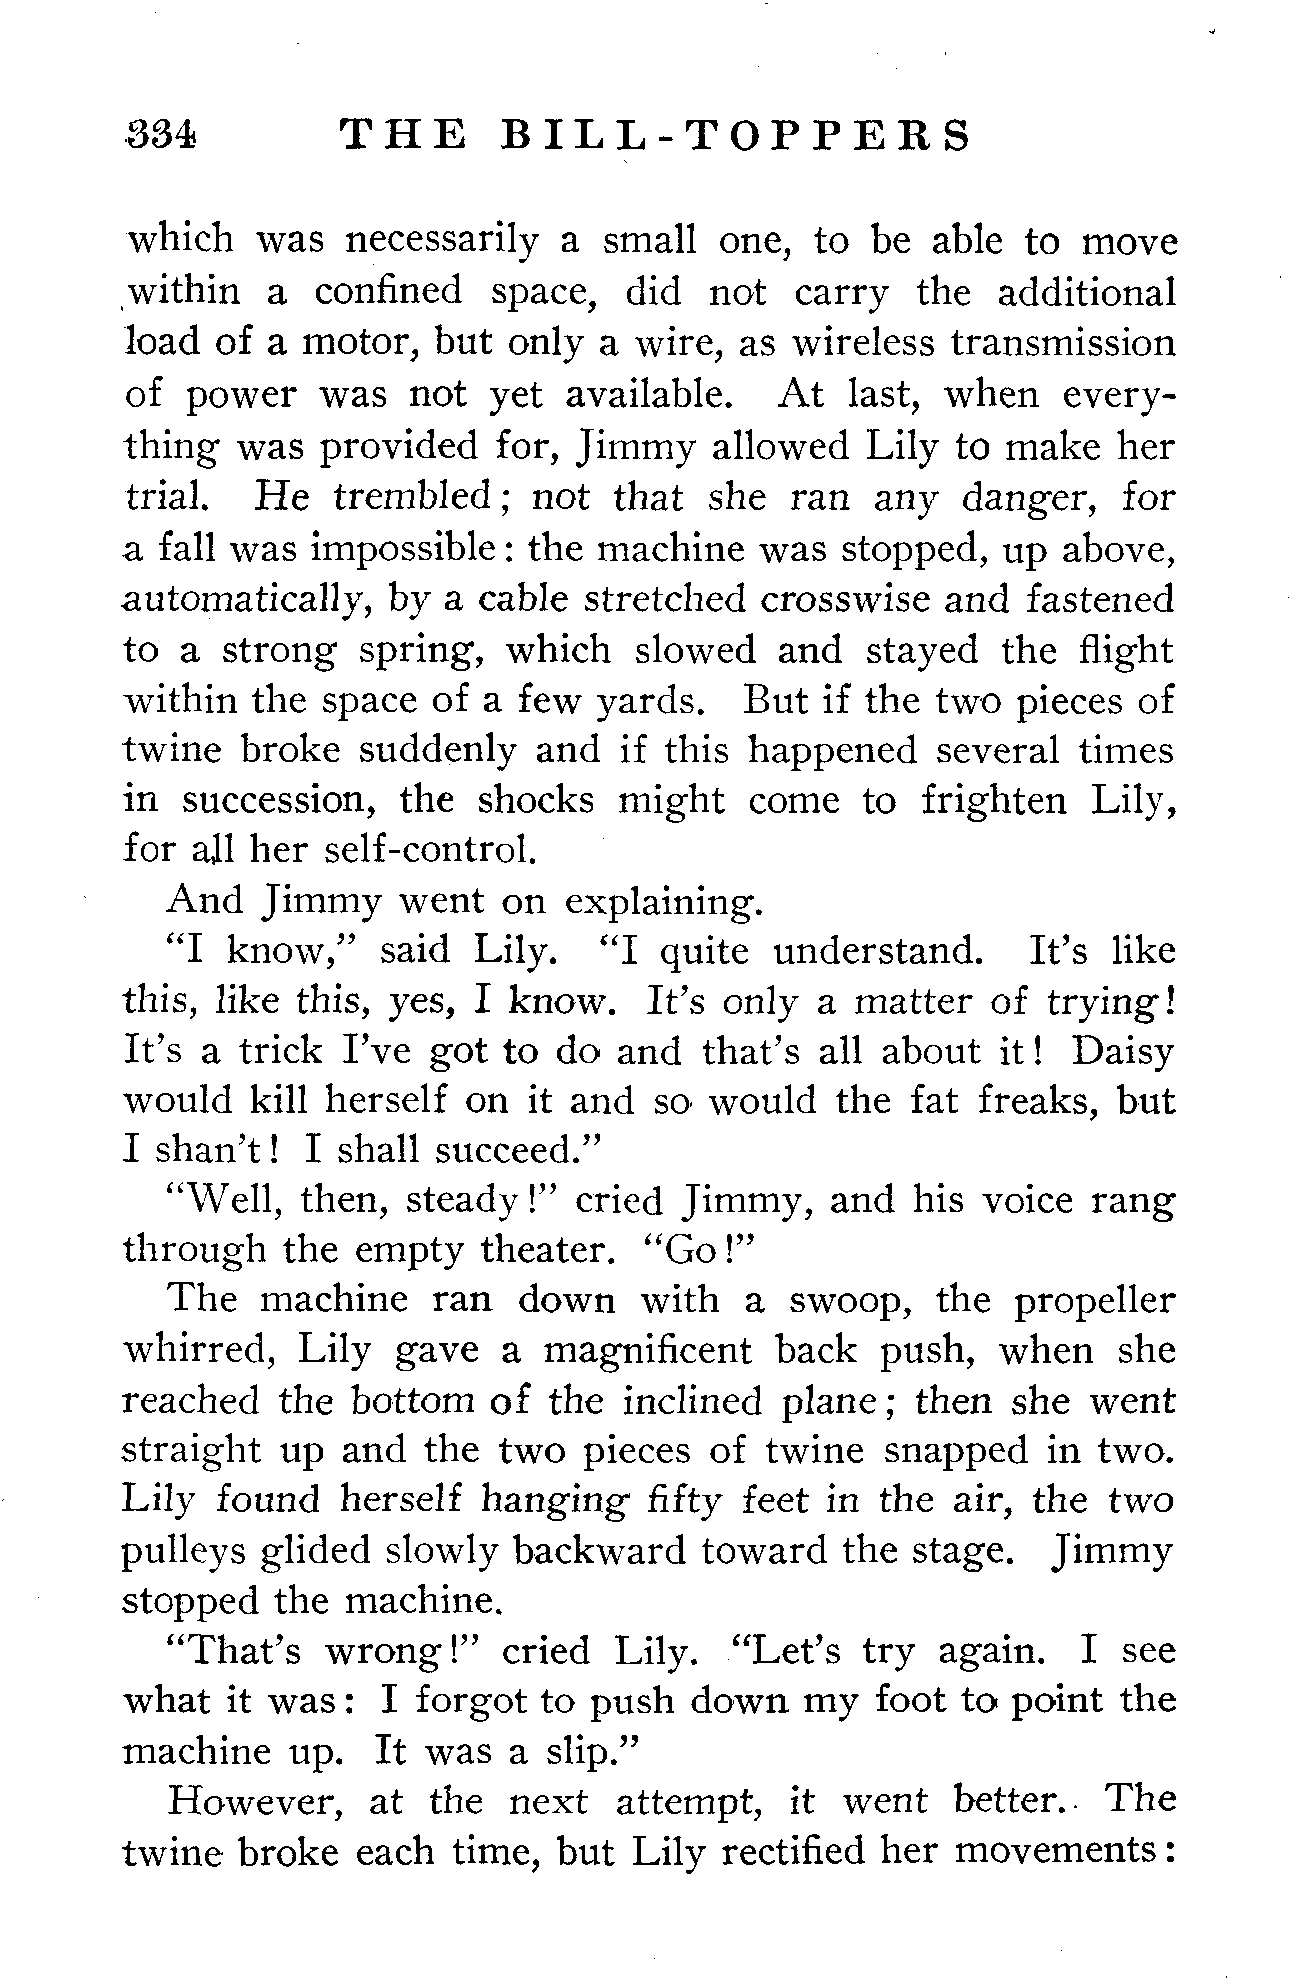 334 THE BILL-TOPPERS
which was necessarily a small one, to be able to move
within a confined space, did not carry the additional
load of a motor, but only a wire, as wireless transmission
of power was not yet available. At last, when every-
thing was provided for, Jimmy allowed Lily to make her
trial. He trembled; not that she ran any danger, for
a fall was impossible: the machine was stopped, up above,
automatically, by a cable stretched crosswise and fastened
to a strong spring, which slowed and stayed the flight
within the space of a few yards. But if the two pieces of
twine broke suddenly and if this happened several times
in succession, the shocks might come to frighten Lily,
for all her self-control.
And Jimmy went on explaining.
"I know," said Lily. "I quite understand. It's like
this, like this, yes, I know. It's only a matter of trying!
It's a trick I've got to do and that's all about it! Daisy
would kill herself on it and so would the fat freaks, but
I shan't! I shall succeed."
"Well, then, steady!" cried Jimmy, and his voice rang
through the empty theater. "Go!"
The machine ran down with a swoop, the propeller
whirred, Lily gave a magnificent back push, when she
reached the bottom of the inclined plane; then she went
straight up and the two pieces of twine snapped in two.
Lily found herself hanging fifty feet in the air, the two
pulleys glided slowly backward toward the stage. Jimmy
stopped the machine.
"That's wrong!" cried Lily. "Let's try again. I see
what it was: I forgot to push down my foot to point the
machine up. It was a slip."
However, at the next attempt, it went better. The
twine broke each time, but Lily rectified her movements: